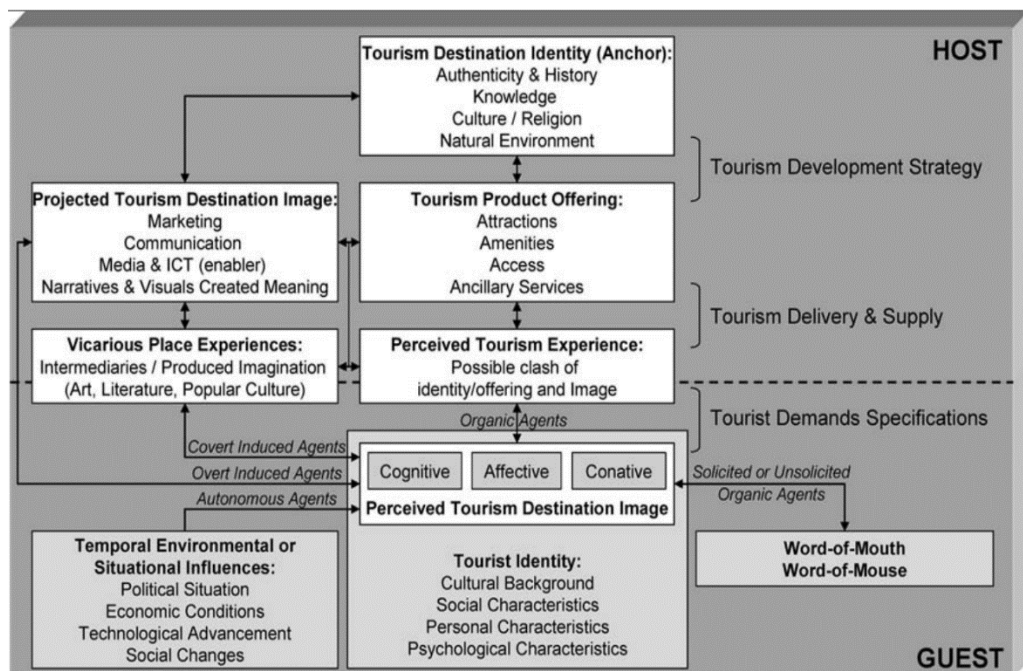 HOST
Tourism Destination Identity (Anchor):
Authenticity & History
Knowledge
Culture / Religion
Natural Environment
Tourism Development Strategy
Projected Tourism Destination Image:
Marketing
Communication
Media & ICT (enabler)
Narratives & Visuals Created Meaning
Tourism Product Offering:
Attractions
Amenities
Access
Ancillary Services
Tourism Delivery & Supply
Vicarious Place Experiences:
Intermediaries / Produced Imagination
(Art, Literature, Popular Culture)
Perceived Tourism Experience:
Possible clash of
identity/offering and Image
Tourist Demands Specifications
Organic Agents
Covert Induced Agents
Overt Induced Agents
Autonomous Agents
Cognitive
Affective
Conative
Perceived Tourism Destination Image
Solicited or Unsolicited
Organic Agents
Temporal Environmental or
Situational Influences:
Political Situation
Economic Conditions
Technological Advancement
Social Changes
Tourist Identity:
Cultural Background
Social Characteristics
Personal Characteristics
Psychological Characteristics
Word-of-Mouth
Word-of-Mouse
GUEST